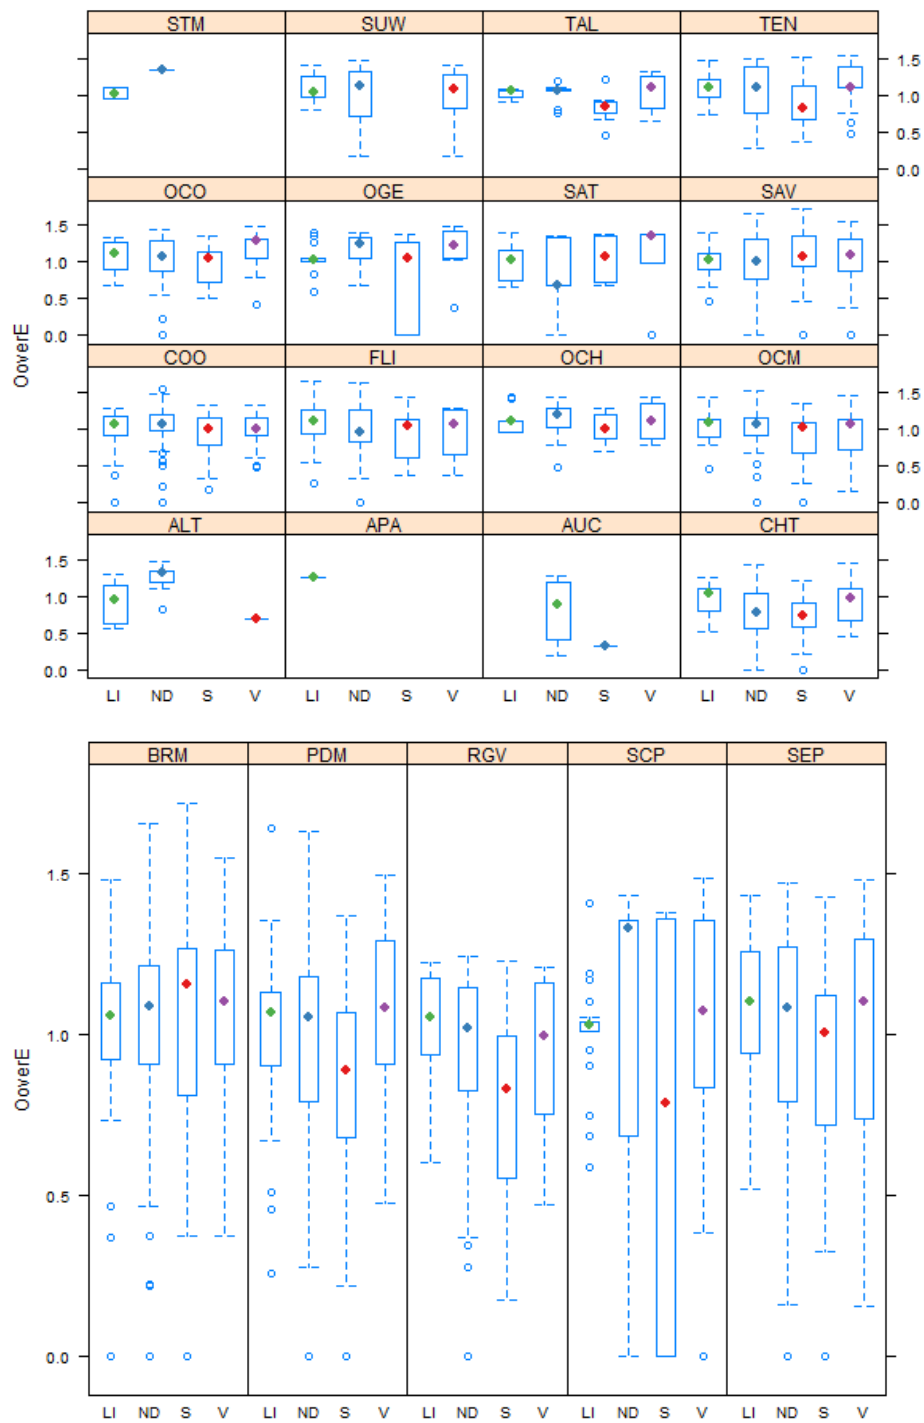 STM SUW TAL TEN
1.5
1.0
0.5
0.0
OCO OGE SAT SAV
1.5
1.0
0.5
0.0
COO FLI OCH OCM
1.5
1.0
0.5
0.0
ALT APA AUC CHT
1.5
1.0
0.5
0.0
LI ND S V LI ND S V LI ND S V LI ND S V
OoverE
BRM PDM RGV SCP SEP
1.5
1.0
0.5
0.0
LI ND S V LI ND S V LI ND S V LI ND S V LI ND S V
OoverE